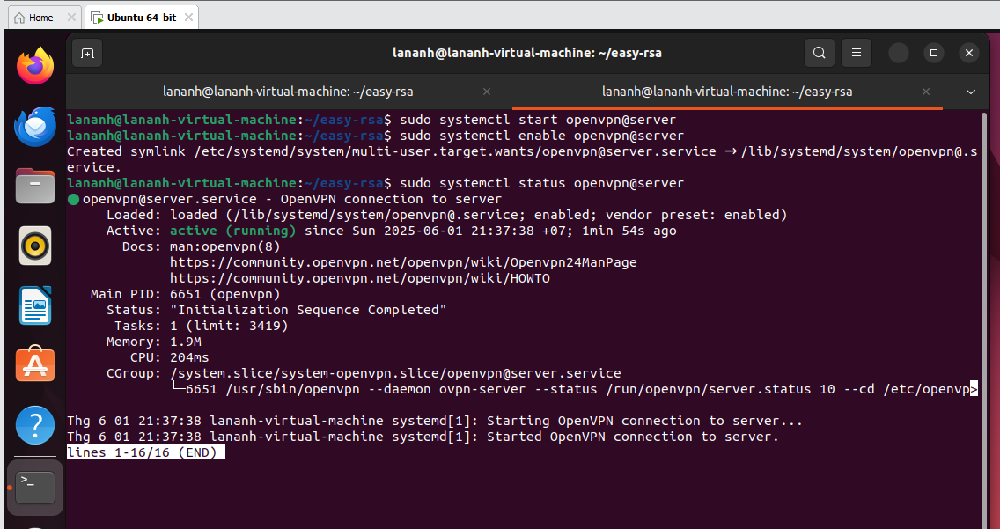 Home
Ubuntu 64-bit
lananh@lananh-virtual-machine: ~/easy-rsa
lananh@lananh-virtual-machine: ~/easy-rsa
lananh@lananh-virtual-machine: ~/easy-rsa
lananh@lananh-virtual-machine:~/easy-rsa$ sudo systemctl start openvpn@server
lananh@lananh-virtual-machine:~/easy-rsa$ sudo systemctl enable openvpn@server
Created symlink /etc/systemd/system/multi-user.target.wants/openvpn@server.service → /lib/systemd/system/openvpn@.s
ervice.
lananh@lananh-virtual-machine:~/easy-rsa$ sudo systemctl status openvpn@server
● openvpn@server.service - OpenVPN connection to server
Loaded: loaded (/lib/systemd/system/openvpn@.service; enabled; vendor preset: enabled)
Active: active (running) since Sun 2025-06-01 21:37:38 +07; 1min 54s ago
Docs: man:openvpn(8)
https://community.openvpn.net/openvpn/wiki/Openvpn24ManPage
https://community.openvpn.net/openvpn/wiki/HOWTO
Main PID: 6651 (openvpn)
Status: "Initialization Sequence Completed"
Tasks: 1 (limit: 3419)
Memory: 1.9M
CPU: 204ms
CGroup: /system.slice/system-openvpn.slice/openvpn@server.service
└─6651 /usr/sbin/openvpn --daemon ovpn-server --status /run/openvpn/server.status 10 --cd /etc/openvp>
Thg 6 01 21:37:38 lananh-virtual-machine systemd[1]: Starting OpenVPN connection to server...
Thg 6 01 21:37:38 lananh-virtual-machine systemd[1]: Started OpenVPN connection to server.
lines 1-16/16 (END)